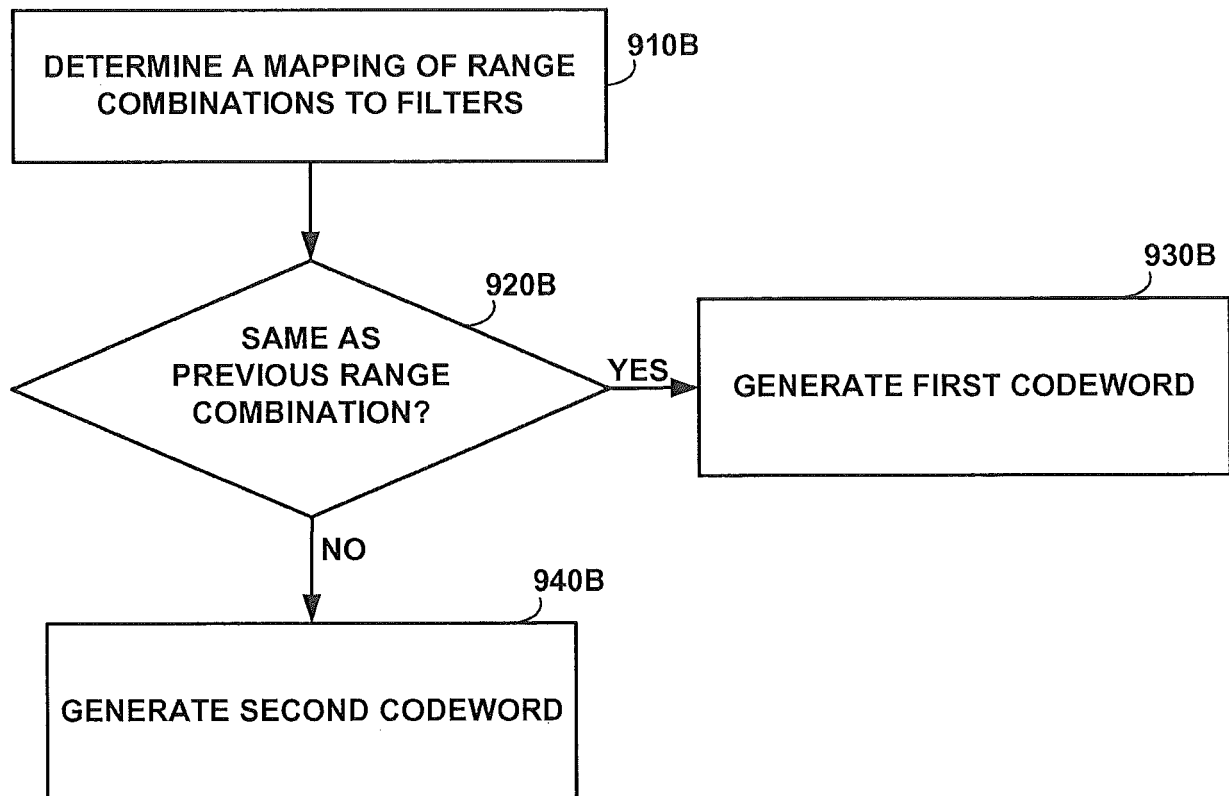 DETERMINE A MAPPING OF RANGE
COMBINATIONS TO FILTERS
910B
SAME AS
PREVIOUS RANGE
COMBINATION?
920B
YES
930B
GENERATE FIRST CODEWORD
NO
940B
GENERATE SECOND CODEWORD